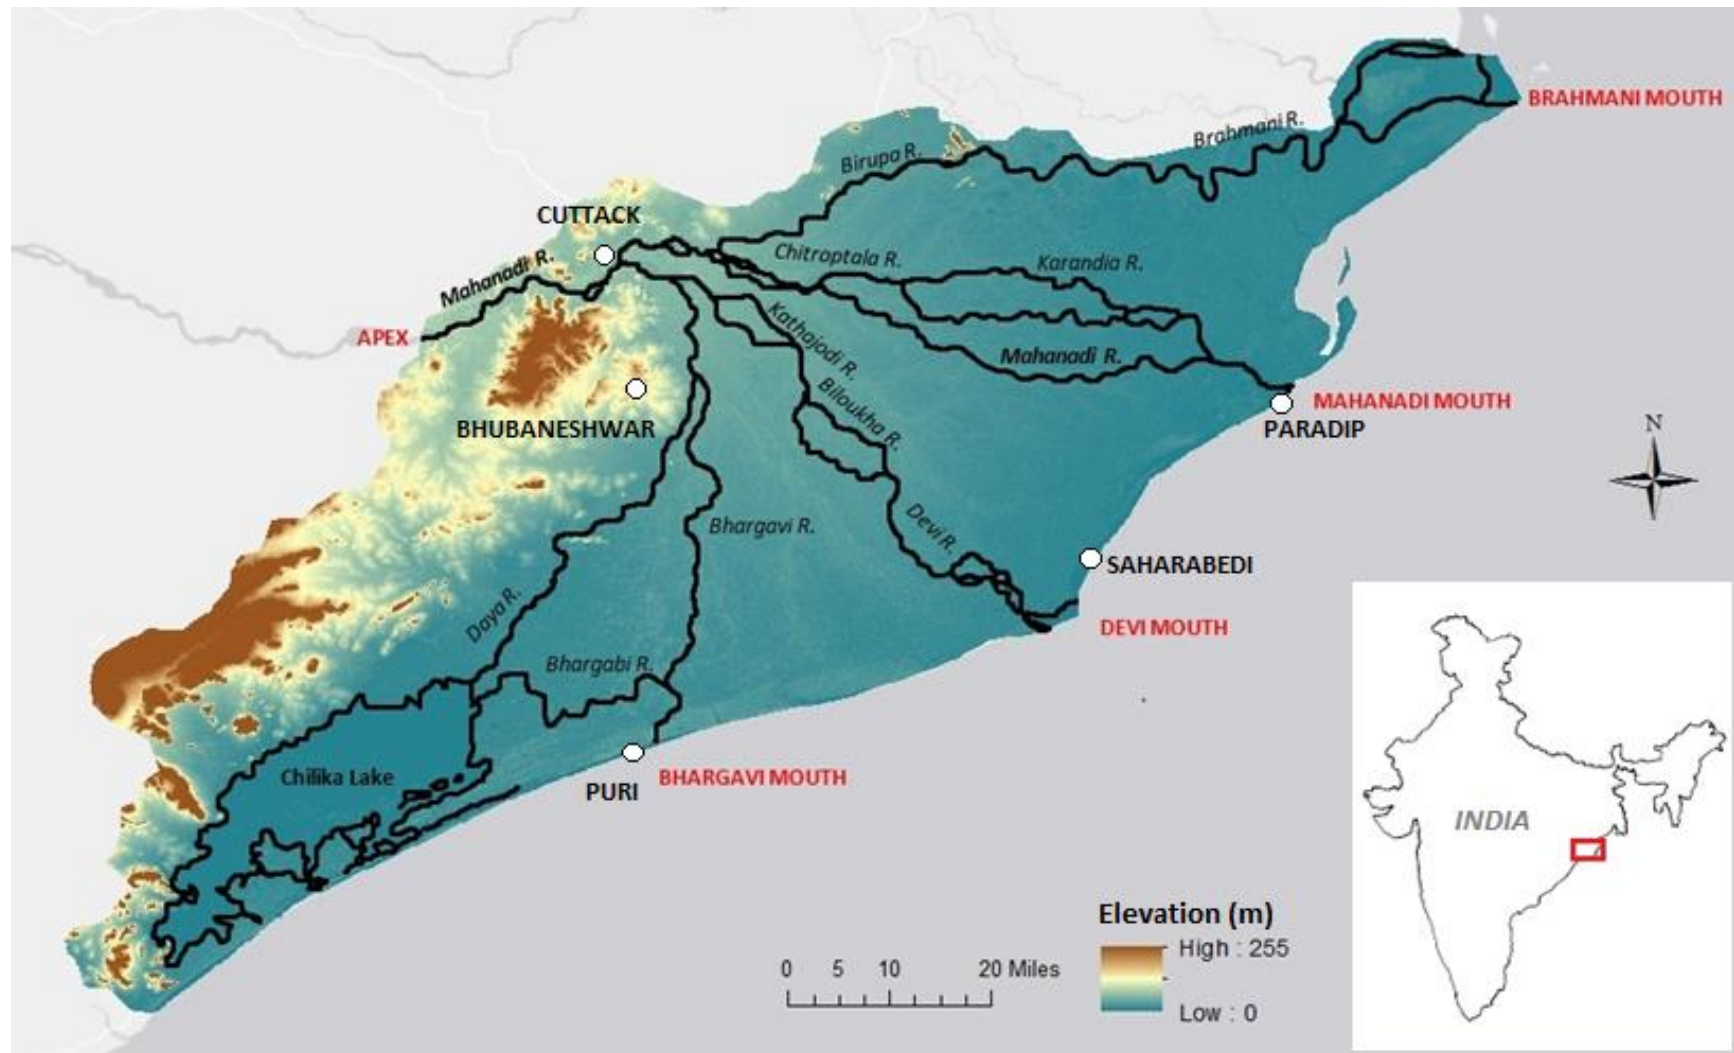 BRAHMANI MOUTH
Brahmani R.
Birupa R.
CUTTACK
Chitroptala R.
Karandia R.
Mahanadi R.
APEX
Kathajodi R.
Mahanadi R.
Biloukha R.
MAHANADI MOUTH
BHUBANESHWAR
PARADIP
N
Bhargavi R.
Devi R.
SAHARABEDI
Daya R.
DEVI MOUTH
Bhargabi R.
Chilika Lake
PURI
BHARGAVI MOUTH
INDIA
Elevation (m)
High : 255
Low : 0
0 5 10 20 Miles